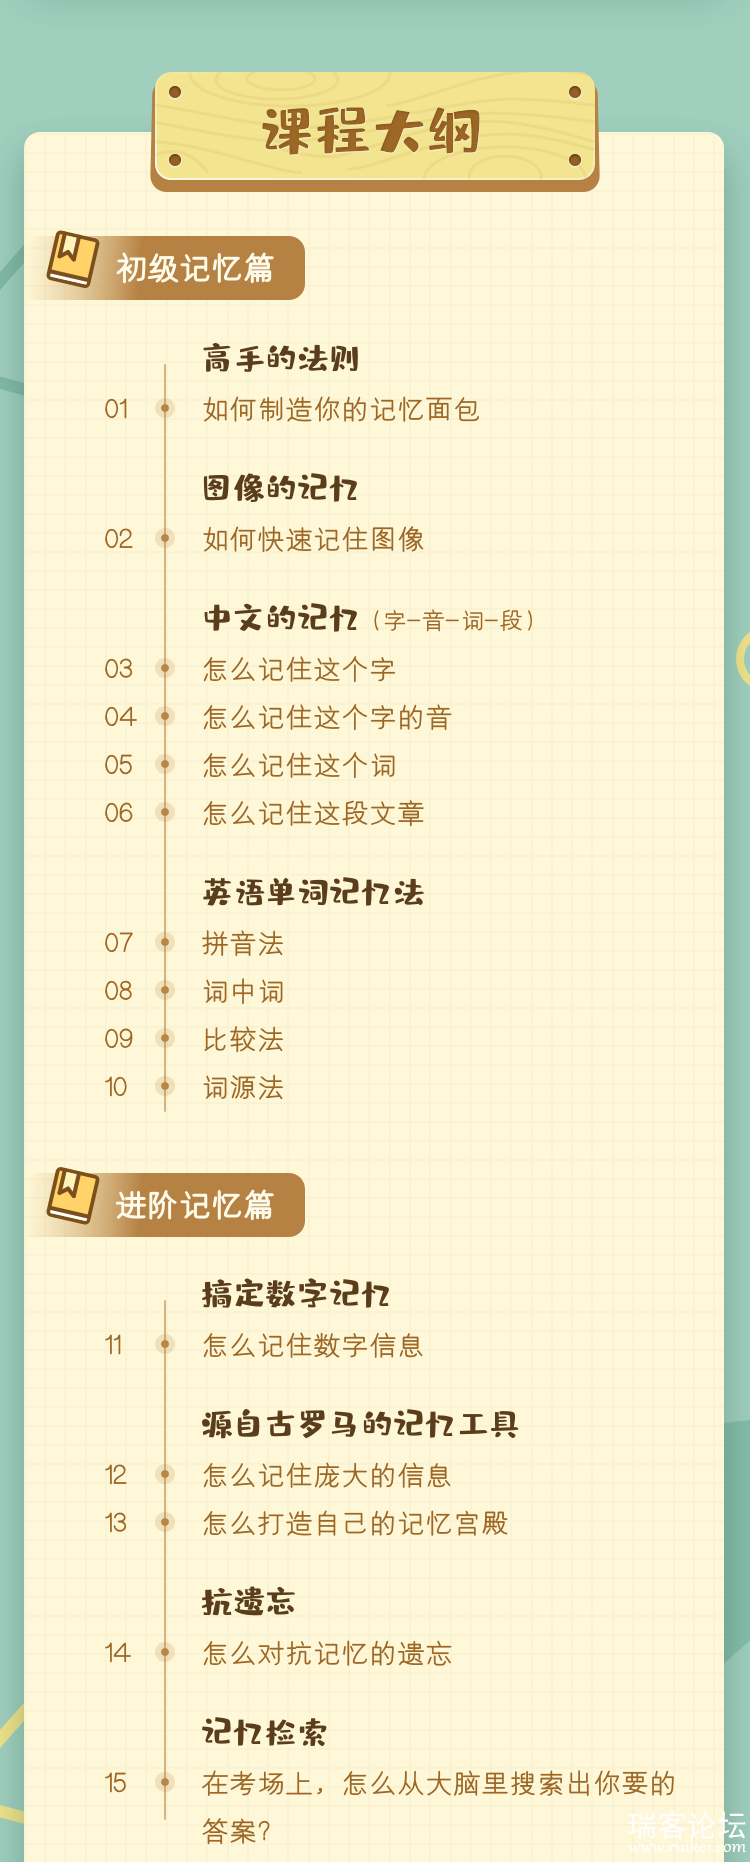 课程大纲
初级记忆篇
高手的法则
01 如何制造你的记忆面包
图像的记忆
02 如何快速记住图像
中文的记忆（字—音—词—段）
03 怎么记住这个字
04 怎么记住这个字的音
05 怎么记住这个词
06 怎么记住这段文章
英语单词记忆法
07 拼音法
08 词中词
09 比较法
10 词源法
进阶记忆篇
搞定数字记忆
11 怎么记住数字信息
源自古罗马的记忆工具
12 怎么记住庞大的信息
13 怎么打造自己的记忆宫殿
抗遗忘
14 怎么对抗记忆的遗忘
记忆捡索
15 在考场上，怎么从大脑里搜索出你要的
答案？
瑞客论坛
www.ruike1.com